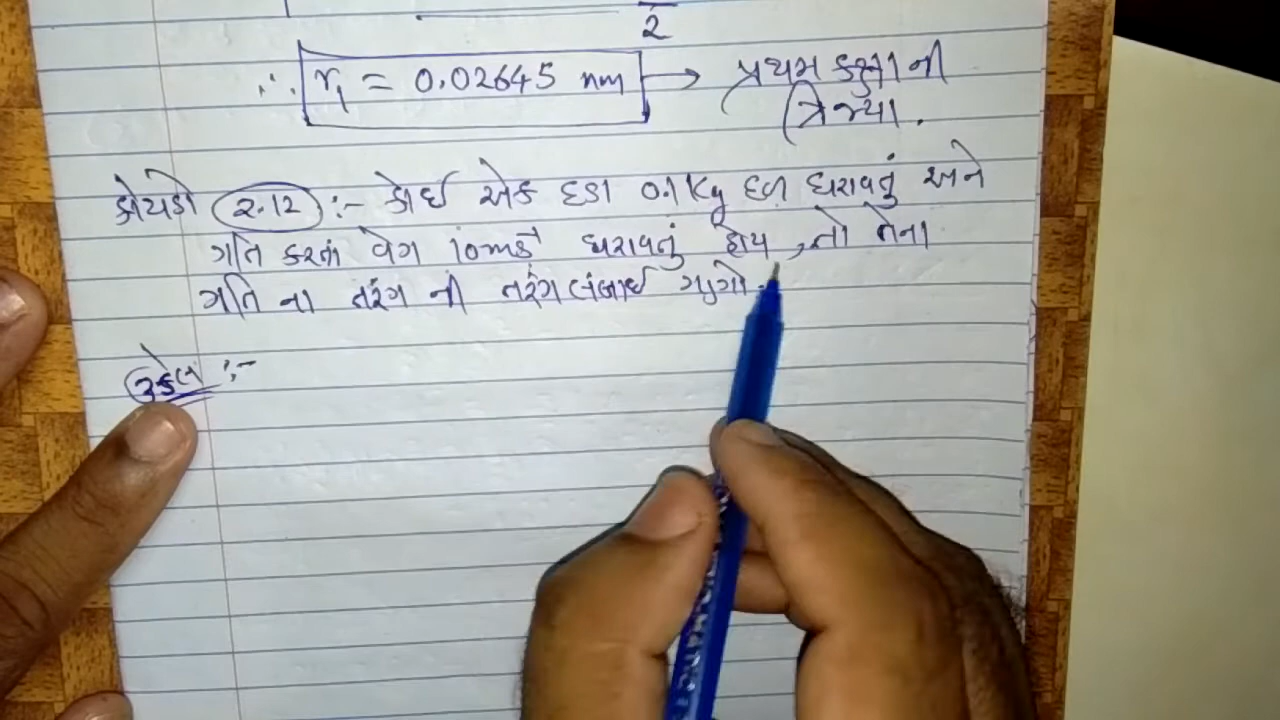 2
∴ r₁ = 0.02645 nm → પ્રથમ કક્ષાની
ત્રિજ્યા.
કોયડો 2.12 :- કોઈ એક દડા 0.1 Kg દળ ધરાવતું અને
ગતિ કરતાં વેગ 10ms⁻¹ ધરાવતું હોય, તો તેના
ગતિ ના તરંગ ની તરંગલંબાઈ ગણો.
ઉકેલ :-